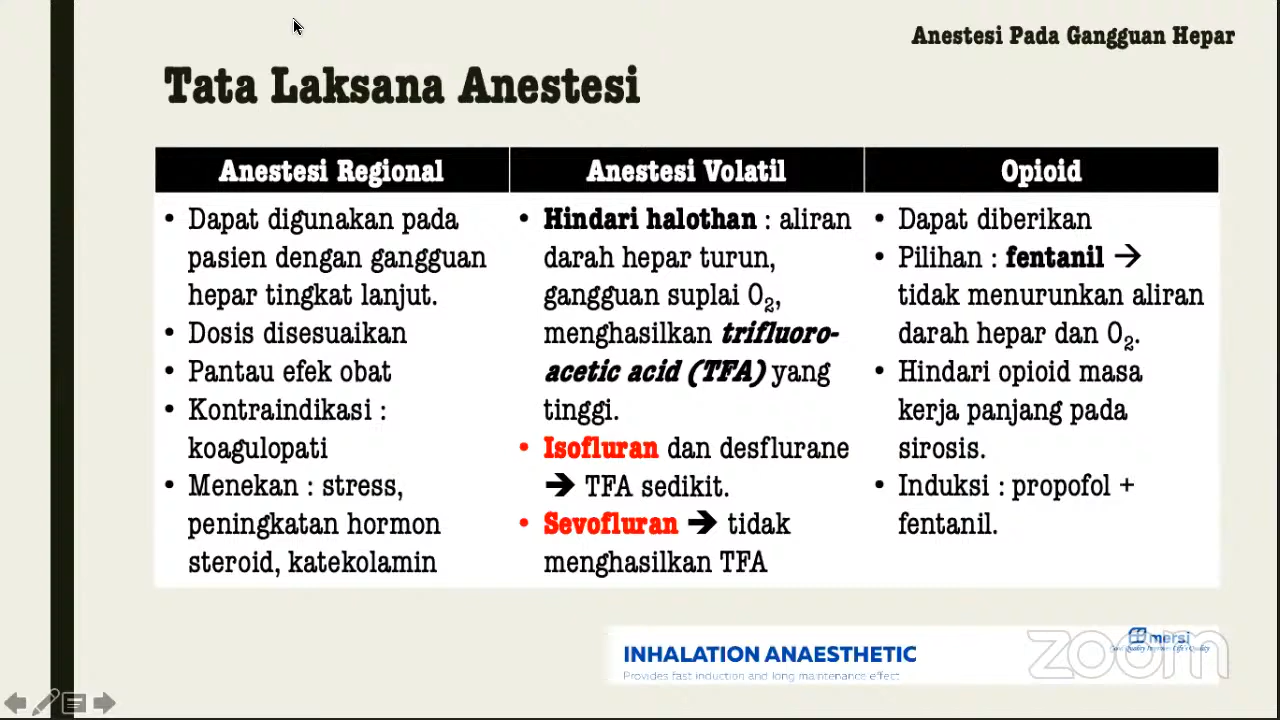 Anestesi Pada Gangguan Hepar
Tata Laksana Anestesi
Anestesi Regional
• Dapat digunakan pada
pasien dengan gangguan
hepar tingkat lanjut.
• Dosis disesuaikan
• Pantau efek obat
• Kontraindikasi :
koagulopati
• Menekan : stress,
peningkatan hormon
steroid, katekolamin
Anestesi Volatil
• Hindari halothan : aliran
darah hepar turun,
gangguan suplai O₂,
menghasilkan trifluoro-
acetic acid (TFA) yang
tinggi.
• Isofluran dan desflurane
➔ TFA sedikit.
• Sevofluran ➔ tidak
menghasilkan TFA
Opioid
• Dapat diberikan
• Pilihan : fentanil ➔
tidak menurunkan aliran
darah hepar dan O₂.
• Hindari opioid masa
kerja panjang pada
sirosis.
• Induksi : propofol +
fentanil.
INHALATION ANAESTHETIC
Provides fast induction and long maintenance effect
mersi
zoom